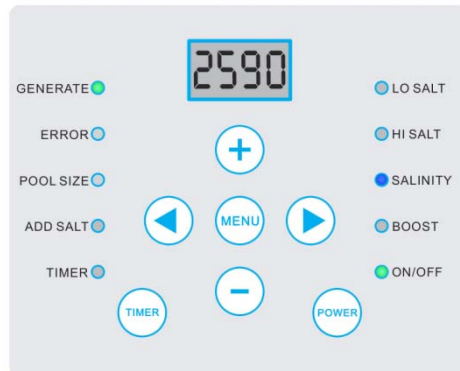 2590
GENERATE
LO SALT
ERROR
HI SALT
POOL SIZE
SALINITY
ADD SALT
MENU
BOOST
TIMER
ON/OFF
TIMER
POWER